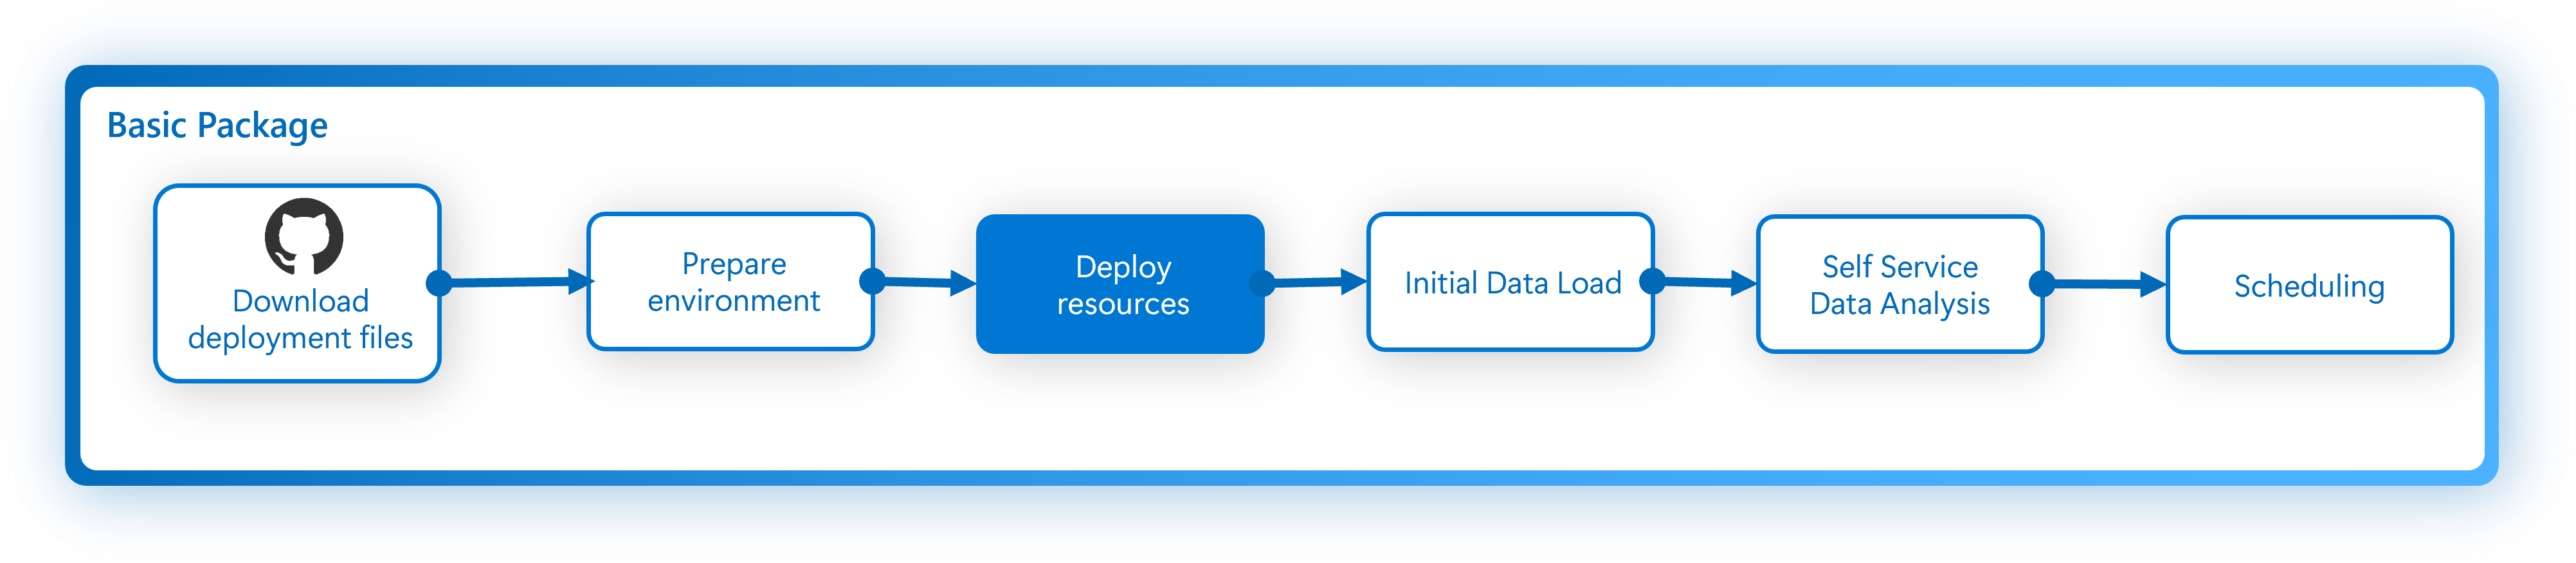 Basic Package
Download
deployment files
Prepare
environment
Deploy
resources
Initial Data Load
Self Service
Data Analysis
Scheduling